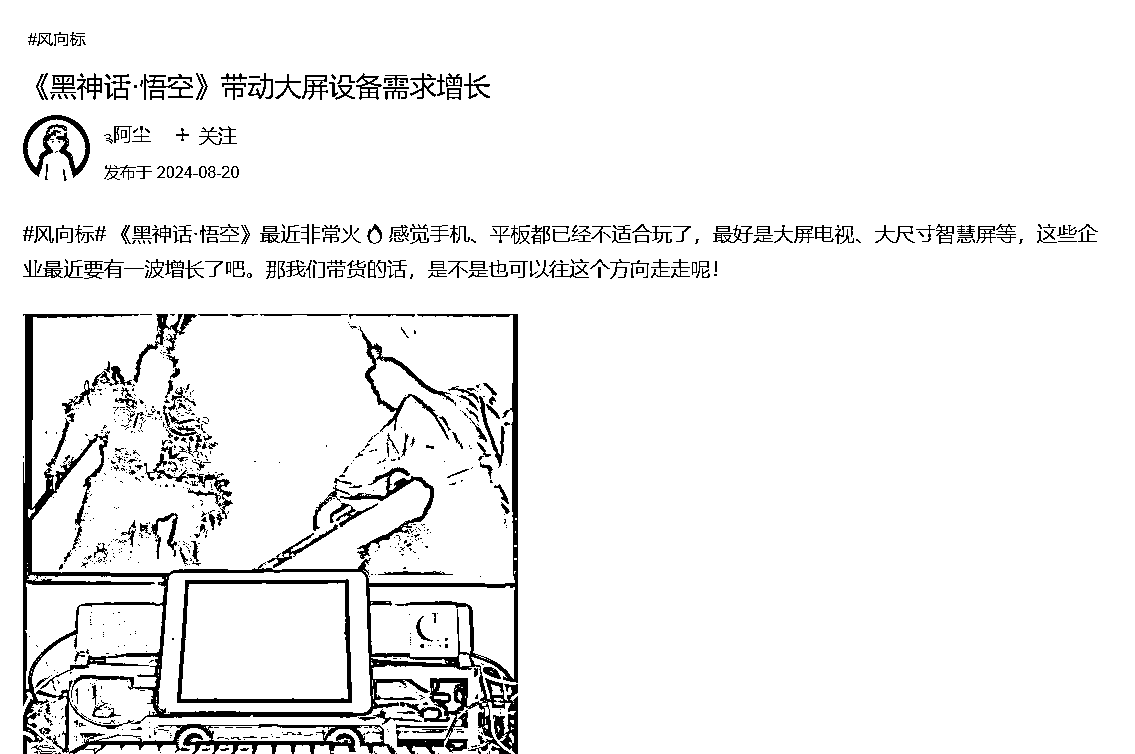 #风向标
《黑神话·悟空》带动大屏设备需求增长
阿尘 + 关注
发布于 2024-08-20
#风向标# 《黑神话·悟空》最近非常火🔥感觉手机、平板都已经不适合玩了，最好是大屏电视、大尺寸智慧屏等，这些企
业最近要有一波增长了吧。那我们带货的话，是不是也可以往这个方向走走呢！